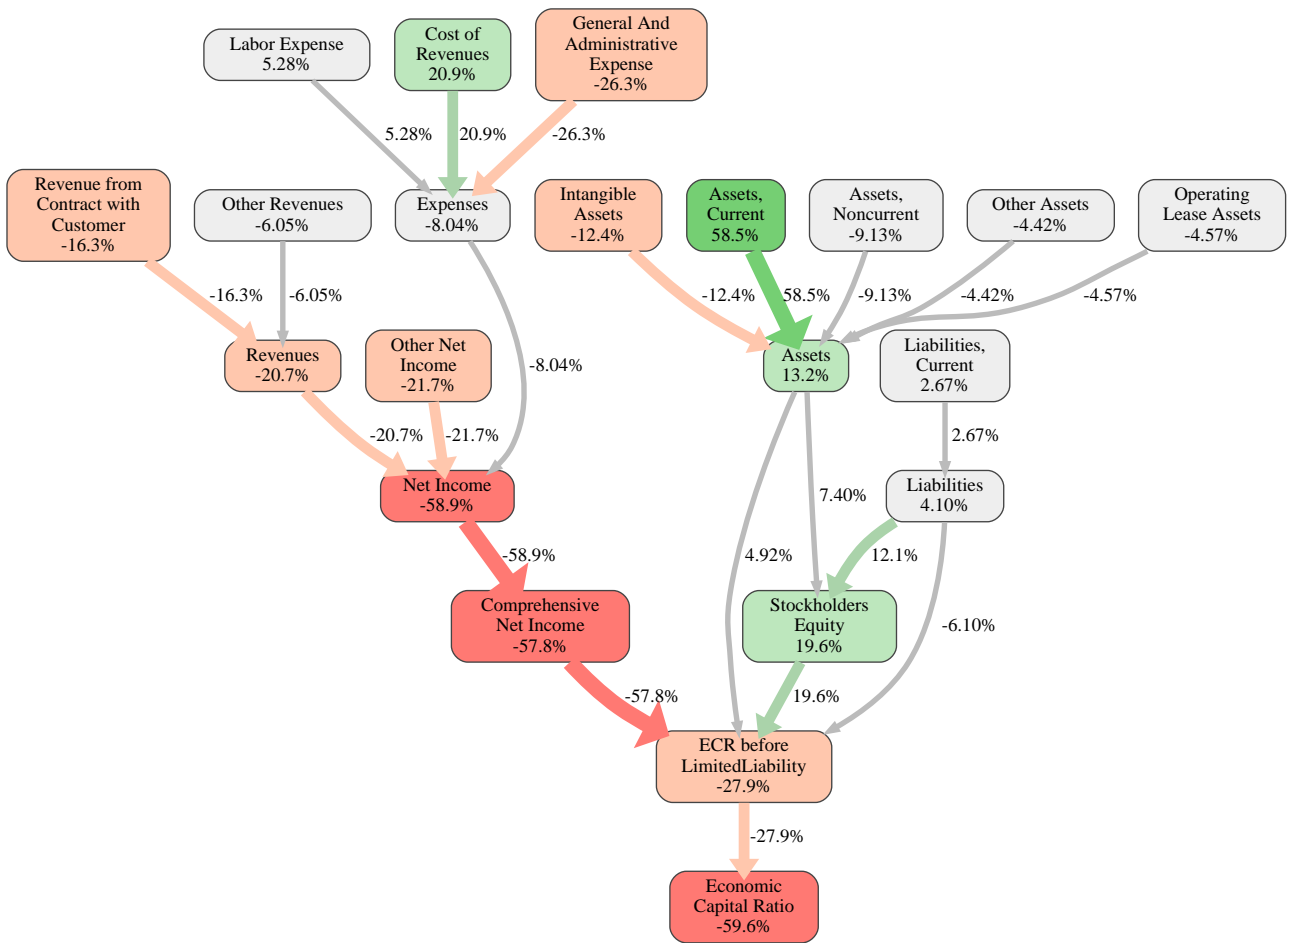 Labor Expense
5.28%
Cost of
Revenues
20.9%
General And
Administrative
Expense
-26.3%
5.28%
20.9%
-26.3%
Revenue from
Contract with
Customer
-16.3%
Other Revenues
-6.05%
Expenses
-8.04%
Intangible
Assets
-12.4%
Assets,
Current
58.5%
Assets,
Noncurrent
-9.13%
Other Assets
-4.42%
Operating
Lease Assets
-4.57%
-16.3%
-6.05%
-12.4%
58.5%
-9.13%
-4.42%
-4.57%
Revenues
-20.7%
Other Net
Income
-21.7%
-8.04%
Assets
13.2%
Liabilities,
Current
2.67%
-20.7%
-21.7%
2.67%
Net Income
-58.9%
7.40%
Liabilities
4.10%
-58.9%
4.92%
12.1%
Comprehensive
Net Income
-57.8%
Stockholders
Equity
19.6%
-6.10%
-57.8%
19.6%
ECR before
LimitedLiability
-27.9%
-27.9%
Economic
Capital Ratio
-59.6%